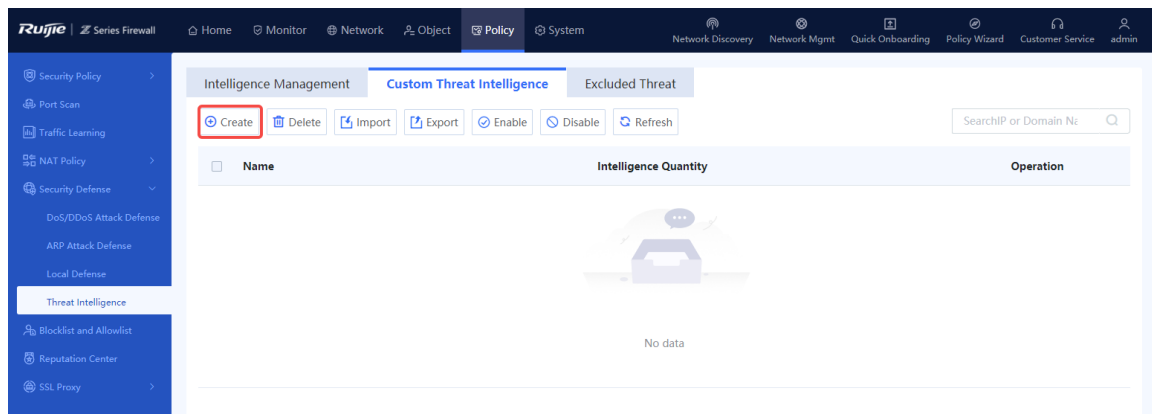 Ruijie | Z Series Firewall Home Monitor Network Object Policy System Network Discovery Network Mgmt Quick Onboarding Policy Wizard Customer Service admin
Security Policy
Port Scan
Traffic Learning
NAT Policy
Security Defense
DoS/DDoS Attack Defense
ARP Attack Defense
Local Defense
Threat Intelligence
Blocklist and Allowlist
Reputation Center
SSL Proxy
Intelligence Management Custom Threat Intelligence Excluded Threat
Create Delete Import Export Enable Disable Refresh SearchIP or Domain Na
Name Intelligence Quantity Operation
No data